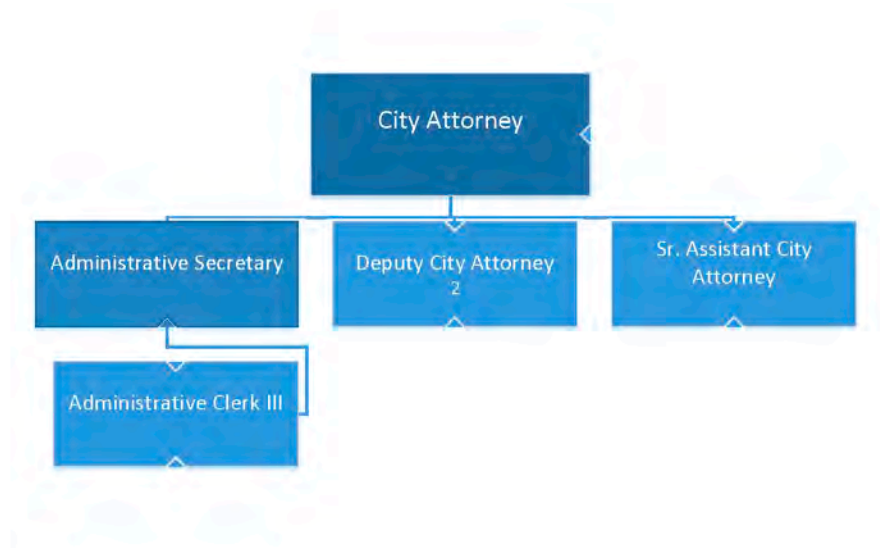 City Attorney
Administrative Secretary
Deputy City Attorney
2
Sr. Assistant City
Attorney
Administrative Clerk III